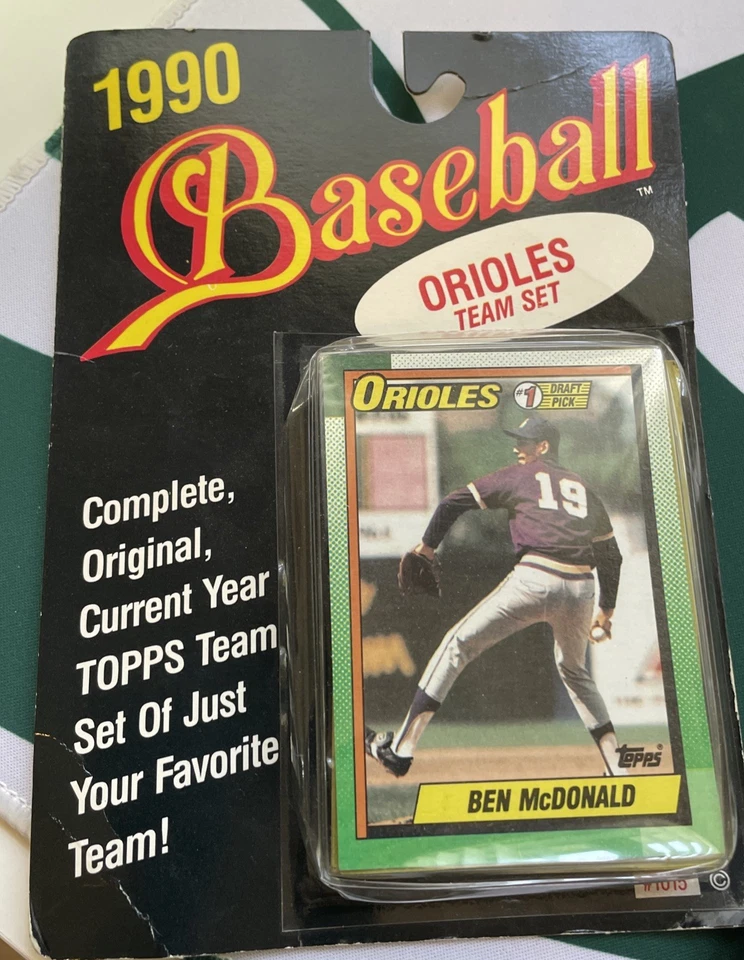 1990
Baseball
TM
ORIOLES
TEAM SET
ORIOLES #1 DRAFT
PICK
19
Complete,
Original,
Current Year
TOPPS Team
Set Of Just
Your Favorite
Team!
TOPPS®
BEN McDONALD
#1015
©